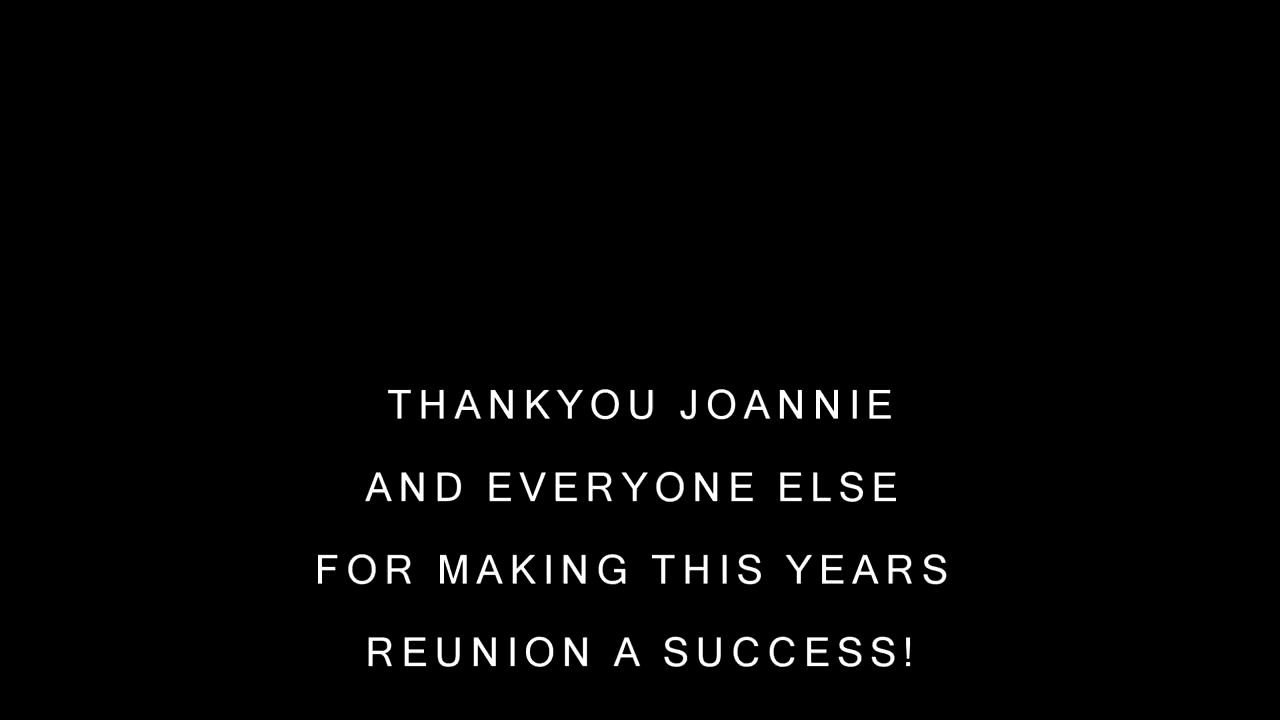 THANKYOU JOANNIE
AND EVERYONE ELSE
FOR MAKING THIS YEARS
REUNION A SUCCESS!